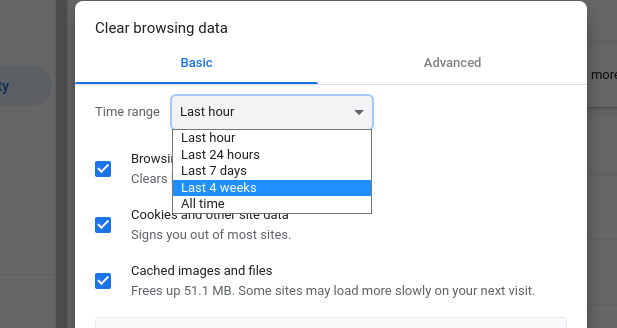 Clear browsing data
Basic
Advanced
ty
more
Time range
Last hour
Last hour
Last 24 hours
Last 7 days
Last 4 weeks
All time
Browsi
Clears
Cookies and other site data
Signs you out of most sites.
Cached images and files
Frees up 51.1 MB. Some sites may load more slowly on your next visit.